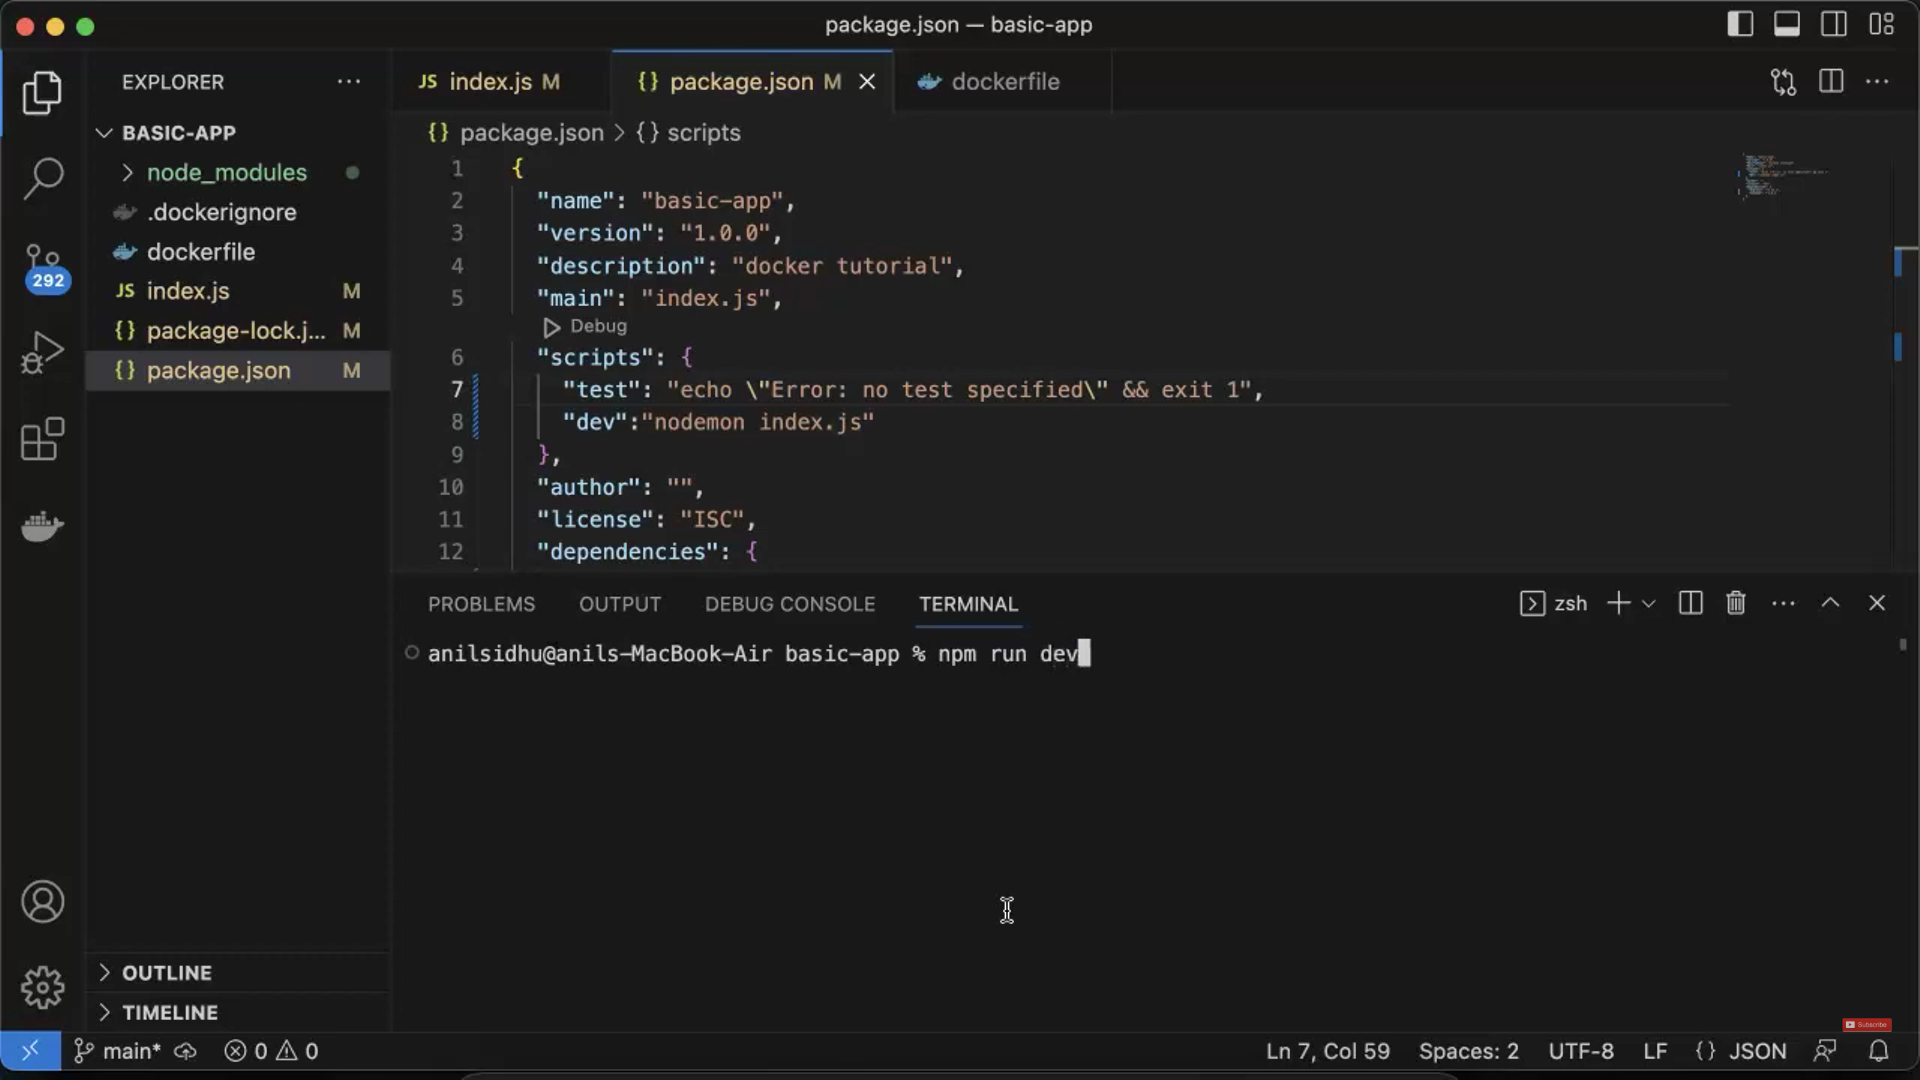 package.json — basic-app
EXPLORER
BASIC-APP
node_modules
.dockerignore
dockerfile
292
JS index.js M
{} package-lock.j... M
{} package.json M
OUTLINE
TIMELINE
JS index.js M
{} package.json M
dockerfile
{} package.json > {} scripts
1 {
2 "name": "basic-app",
3 "version": "1.0.0",
4 "description": "docker tutorial",
5 "main": "index.js",
Debug
6 "scripts": {
7 "test": "echo \"Error: no test specified\" && exit 1",
8 "dev":"nodemon index.js"
9 },
10 "author": "",
11 "license": "ISC",
12 "dependencies": {
PROBLEMS OUTPUT DEBUG CONSOLE TERMINAL
zsh
anilsidhu@anils-MacBook-Air basic-app % npm run dev
Subscribe
main* 0 0
Ln 7, Col 59 Spaces: 2 UTF-8 LF {} JSON